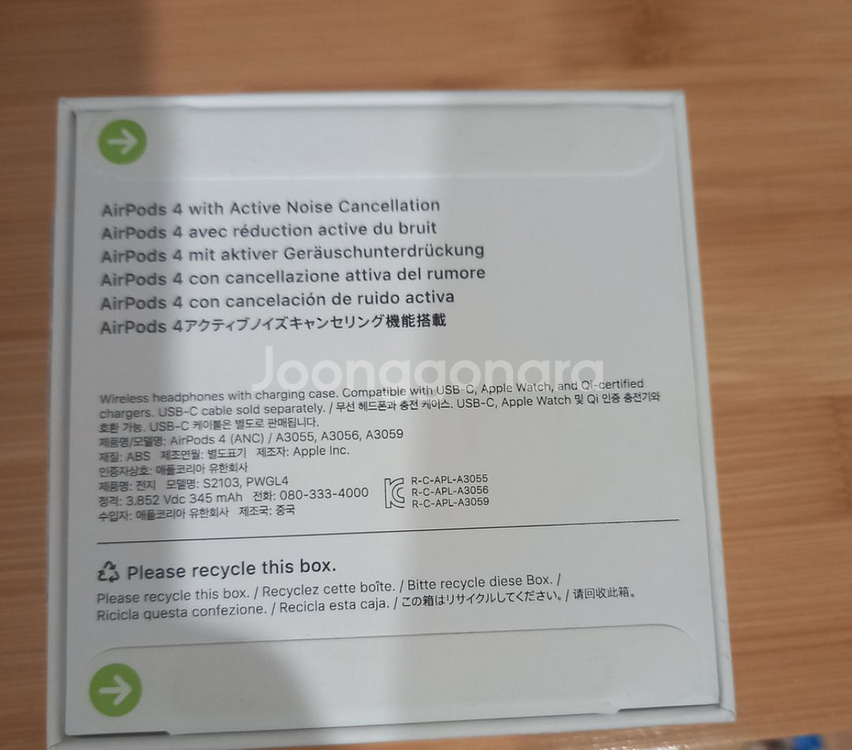 AirPods 4 with Active Noise Cancellation
AirPods 4 avec réduction active du bruit
AirPods 4 mit aktiver Geräuschunterdrückung
AirPods 4 con cancellazione attiva del rumore
AirPods 4 con cancelación de ruido activa
AirPods 4アクティブノイズキャンセリング機能搭載
Joonggonara
Wireless headphones with charging case. Compatible with USB-C, Apple Watch, and Qi-certified
chargers. USB-C cable sold separately. / 무선 헤드폰과 충전 케이스. USB-C, Apple Watch 및 Qi 인증 충전기와
호환 가능. USB-C 케이블은 별도로 판매됩니다.
제품명/모델명: AirPods 4 (ANC) / A3055, A3056, A3059
재질: ABS 제조연월: 별도표기 제조자: Apple Inc.
인증자상호: 애플코리아 유한회사
제품명: 전지 모델명: S2103, PWGL4
정격: 3.852 Vdc 345 mAh 전화: 080-333-4000
수입자: 애플코리아 유한회사 제조국: 중국
R-C-APL-A3055
R-C-APL-A3056
R-C-APL-A3059
Please recycle this box.
Please recycle this box. / Recyclez cette boîte. / Bitte recycle diese Box. /
Ricicla questa confezione. / Recicla esta caja. / この箱はリサイクルしてください。/ 请回收此箱。